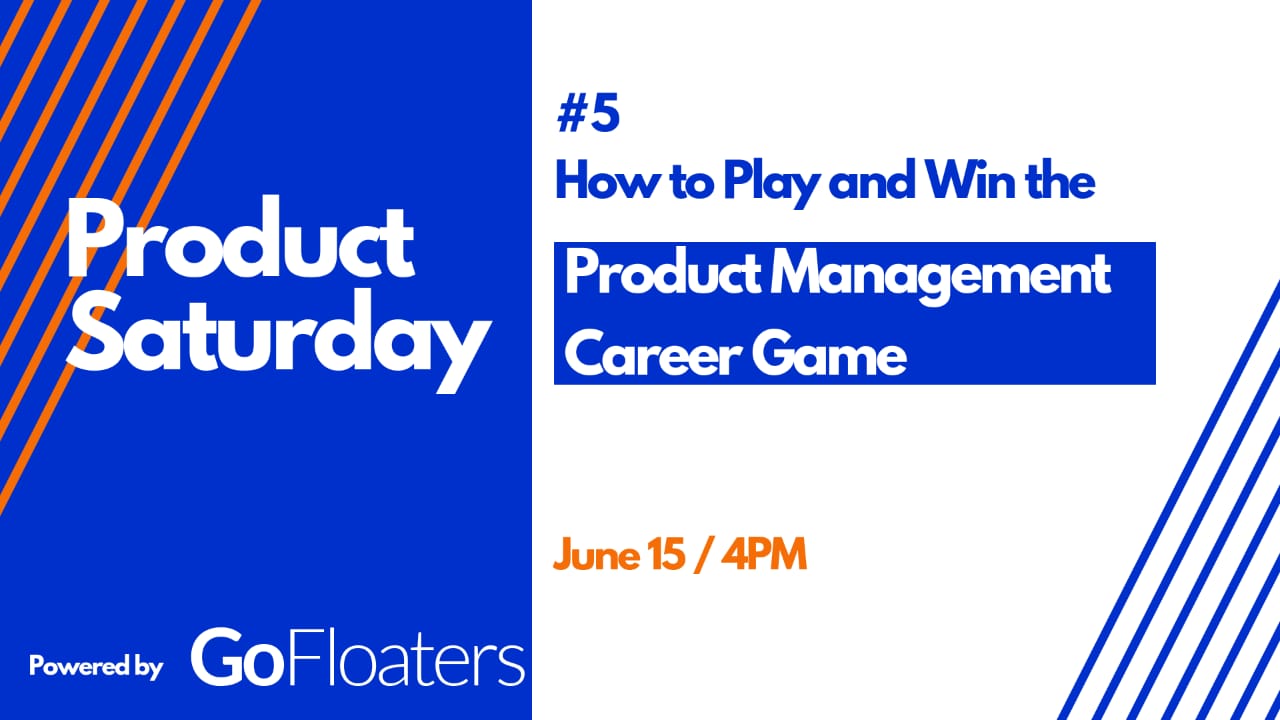 Product
Saturday
Powered by GoFloaters
#5
How to Play and Win the
Product Management
Career Game
June 15 / 4PM